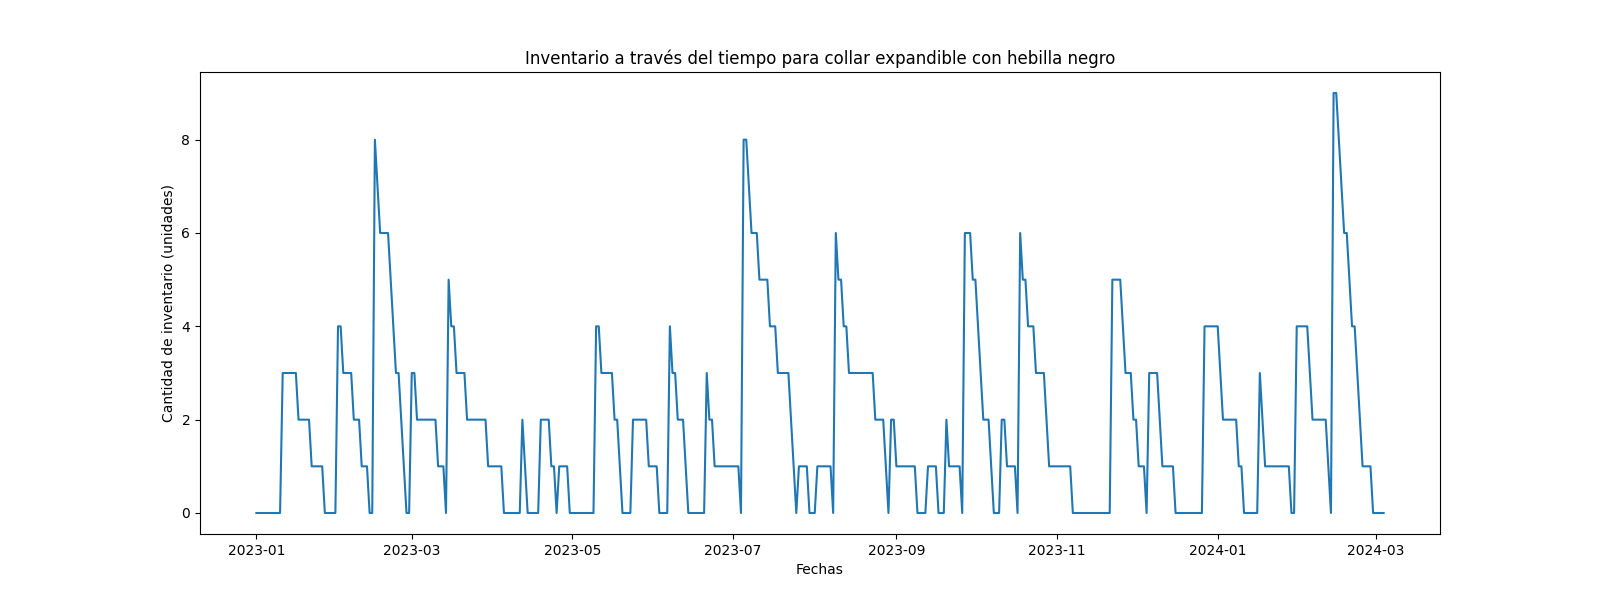 Inventario a través del tiempo para collar expandible con hebilla negro
Cantidad de inventario (unidades)
8
6
4
2
0
2023-01 2023-03 2023-05 2023-07 2023-09 2023-11 2024-01 2024-03
Fechas